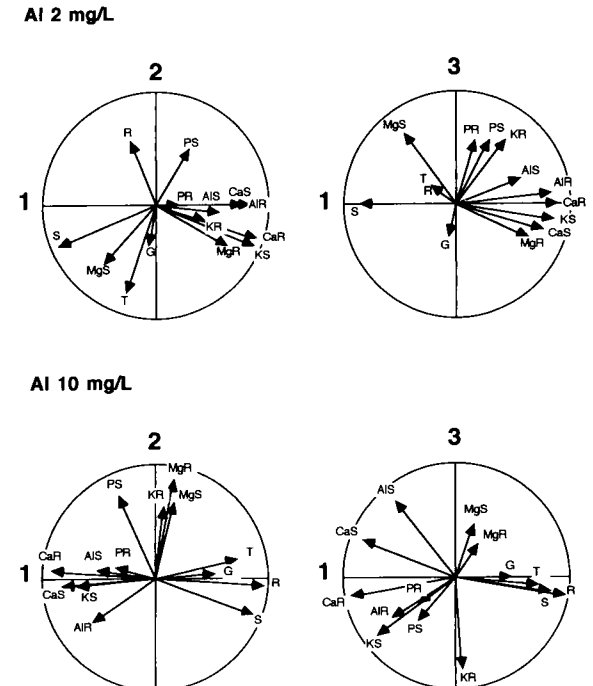 Al 2 mg/L
2 3
R PS PR AlS CaS AlR KR CaR MgR KS G T MgS S 1
MgS PR PS KR AlS AlR CaR KS CaS MgR G S T R 1
Al 10 mg/L
2 3
MgR PS KR MgS T G R S AlR KS CaS CaR AlS PR 1
AlS MgS MgR CaS G T R S KR PS KS AlR PR CaR 1